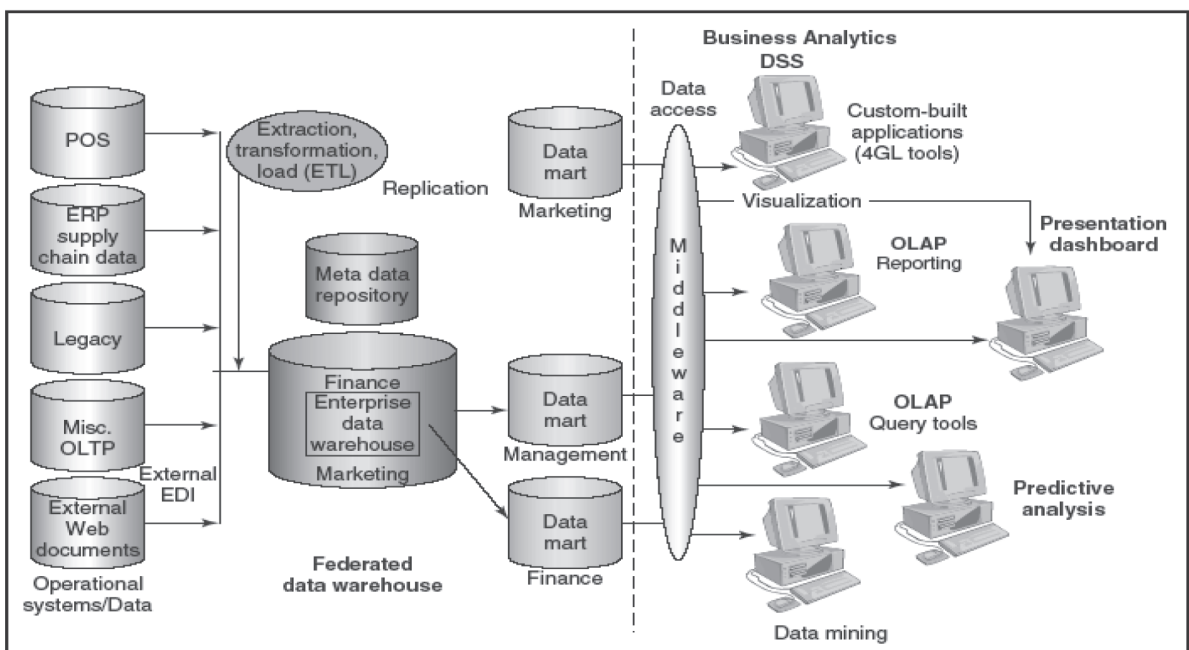 Business Analytics
DSS
Data
access
Custom-built
applications
(4GL tools)
POS
Extraction,
transformation,
load (ETL)
Replication
Data
mart
Marketing
Visualization
ERP
supply
chain data
Presentation
dashboard
OLAP
Reporting
Meta data
repository
Middleware
Legacy
Finance
Enterprise
data
warehouse
Marketing
Data
mart
Management
OLAP
Query tools
Misc.
OLTP
External
EDI
External
Web
documents
Operational
systems/Data
Federated
data warehouse
Data
mart
Finance
Predictive
analysis
Data mining